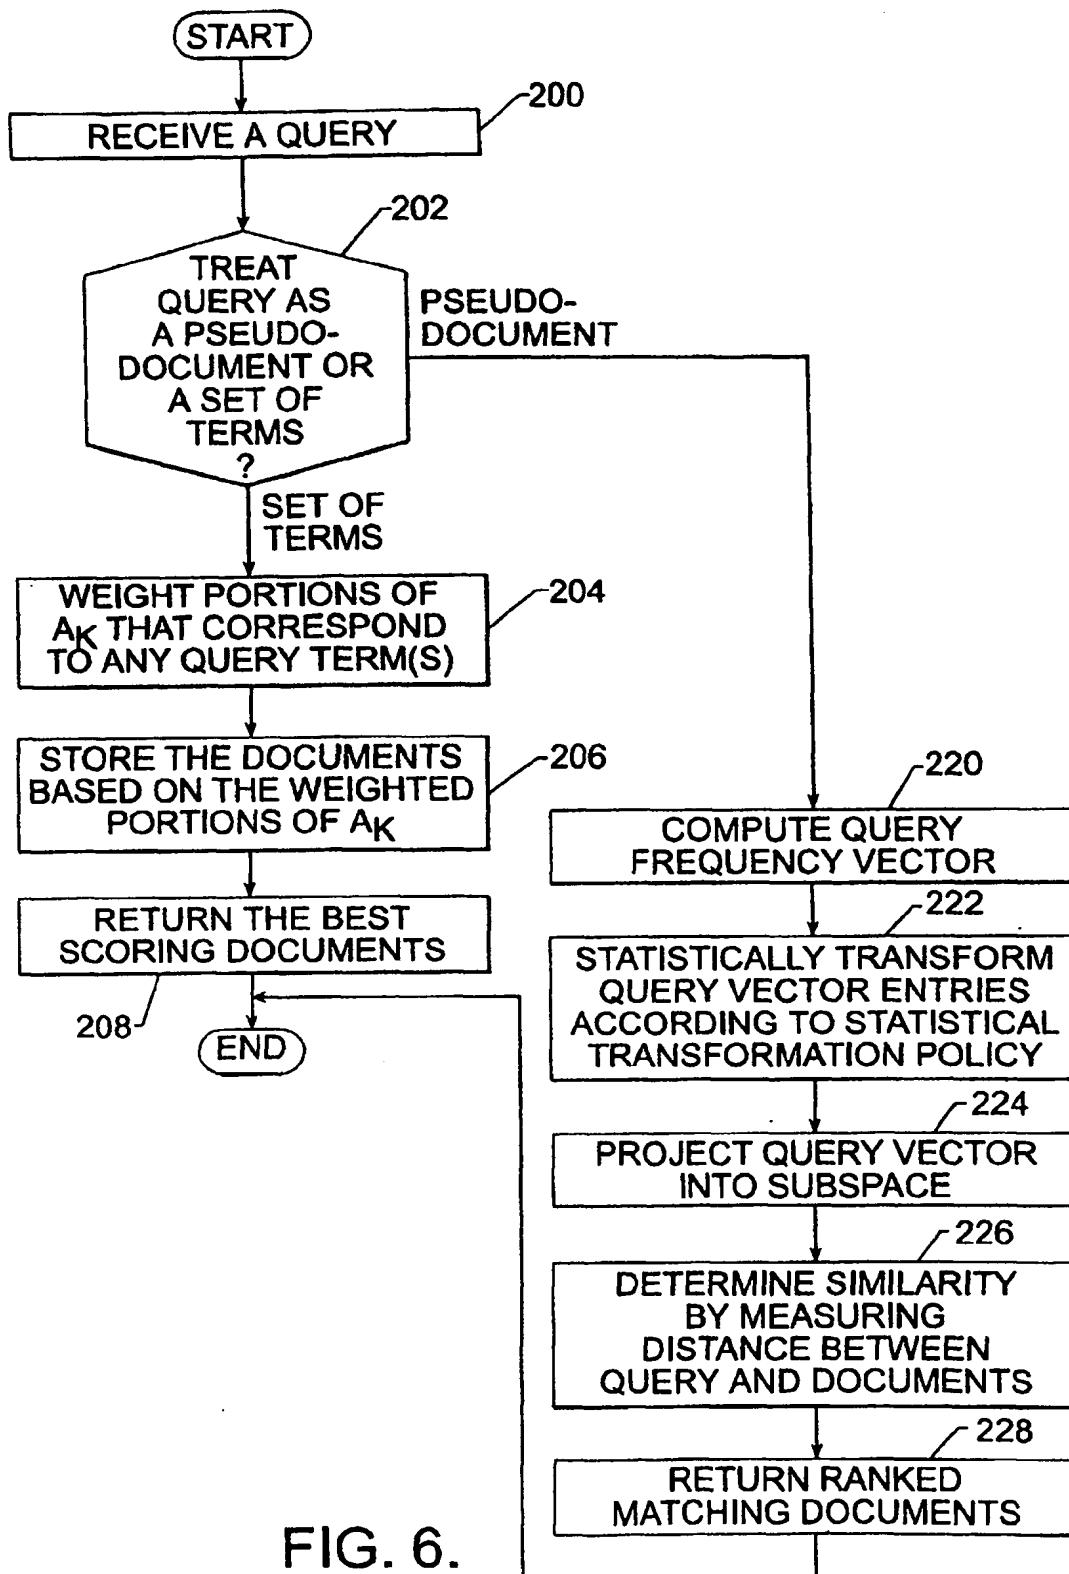 START
200
RECEIVE A QUERY
202
TREAT
QUERY AS
A PSEUDO-
DOCUMENT OR
A SET OF
TERMS
?
PSEUDO-
DOCUMENT
SET OF
TERMS
204
WEIGHT PORTIONS OF
AK THAT CORRESPOND
TO ANY QUERY TERM(S)
206
STORE THE DOCUMENTS
BASED ON THE WEIGHTED
PORTIONS OF AK
RETURN THE BEST
SCORING DOCUMENTS
208
END
220
COMPUTE QUERY
FREQUENCY VECTOR
222
STATISTICALLY TRANSFORM
QUERY VECTOR ENTRIES
ACCORDING TO STATISTICAL
TRANSFORMATION POLICY
224
PROJECT QUERY VECTOR
INTO SUBSPACE
226
DETERMINE SIMILARITY
BY MEASURING
DISTANCE BETWEEN
QUERY AND DOCUMENTS
228
RETURN RANKED
MATCHING DOCUMENTS
FIG. 6.